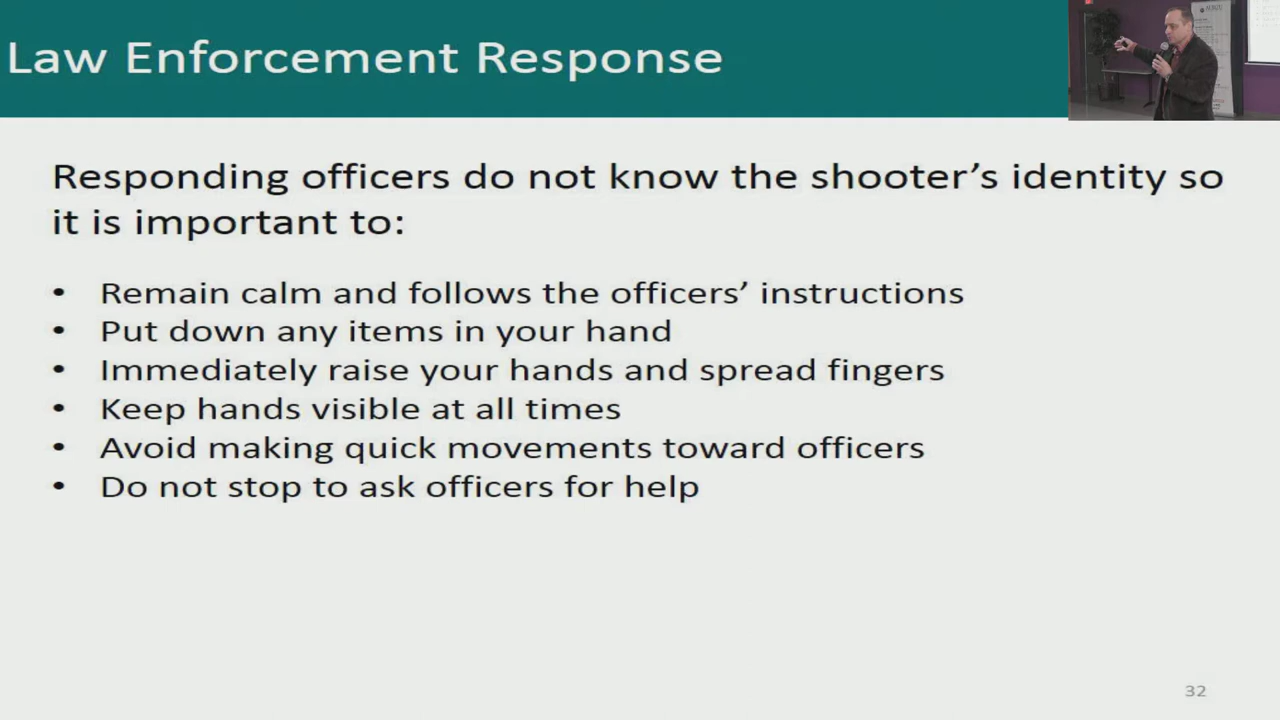 Law Enforcement Response
Responding officers do not know the shooter's identity so
it is important to:
• Remain calm and follows the officers' instructions
• Put down any items in your hand
• Immediately raise your hands and spread fingers
• Keep hands visible at all times
• Avoid making quick movements toward officers
• Do not stop to ask officers for help
32